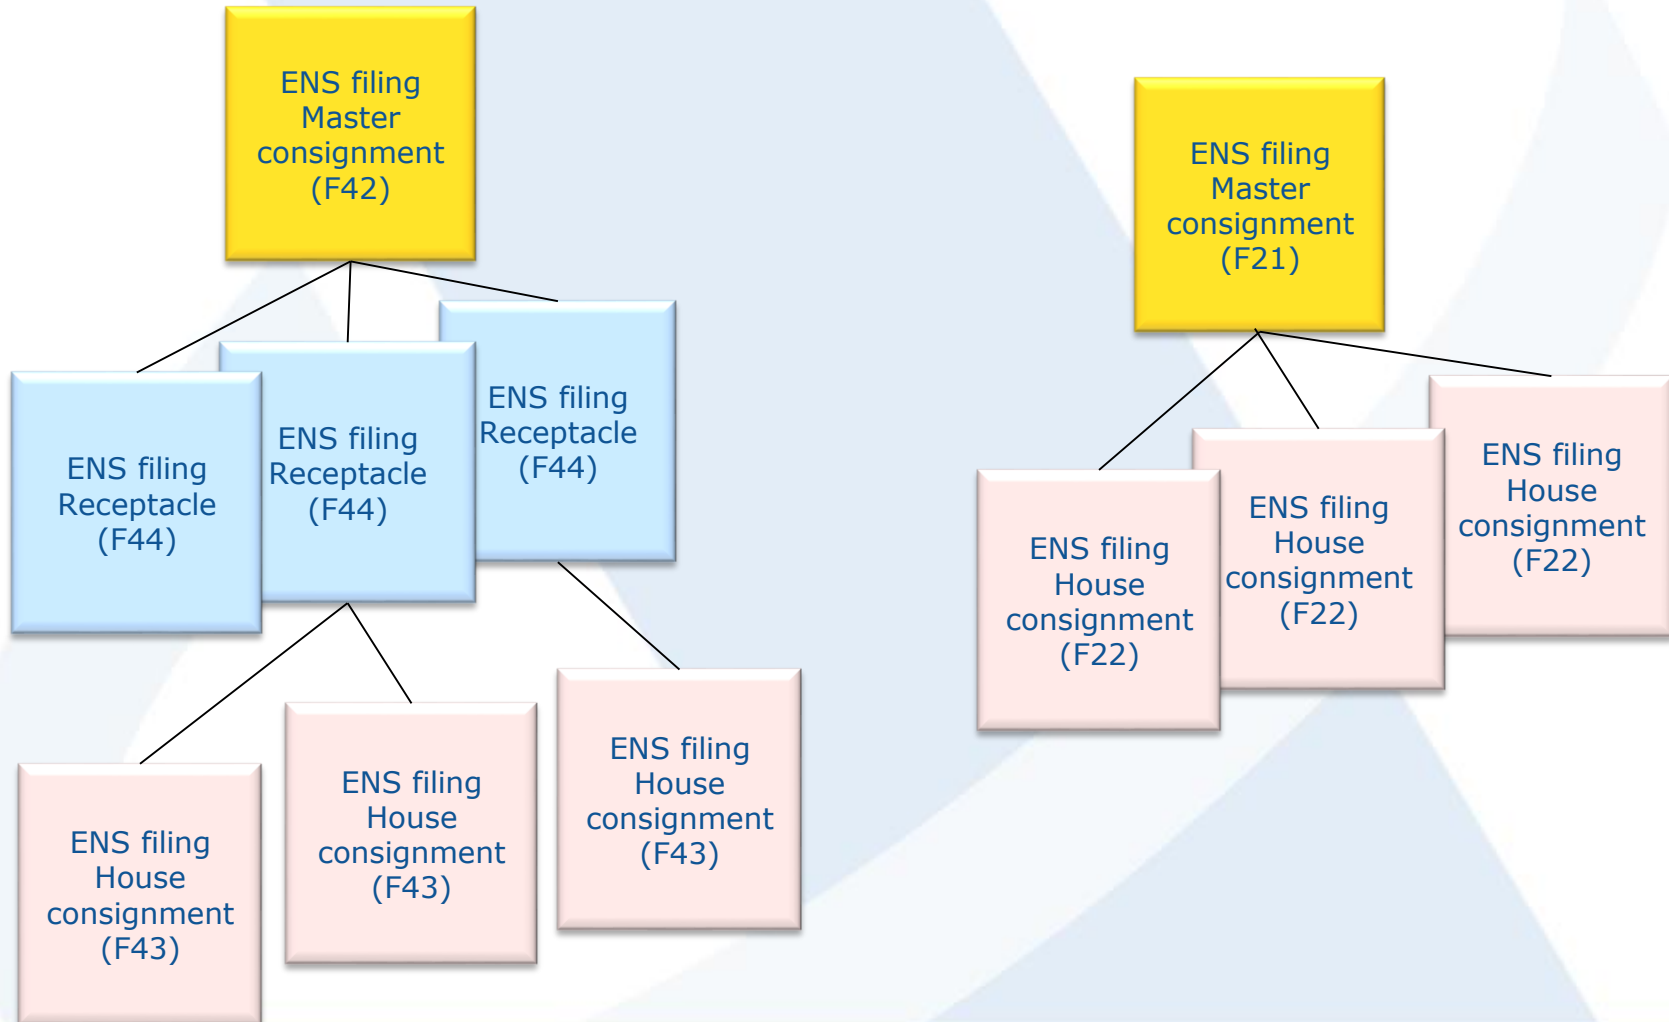 ENS filing
Master
consignment
(F42)
ENS filing
Receptacle
(F44)
ENS filing
Receptacle
(F44)
ENS filing
Receptacle
(F44)
ENS filing
House
consignment
(F43)
ENS filing
House
consignment
(F43)
ENS filing
House
consignment
(F43)
ENS filing
Master
consignment
(F21)
ENS filing
House
consignment
(F22)
ENS filing
House
consignment
(F22)
ENS filing
House
consignment
(F22)